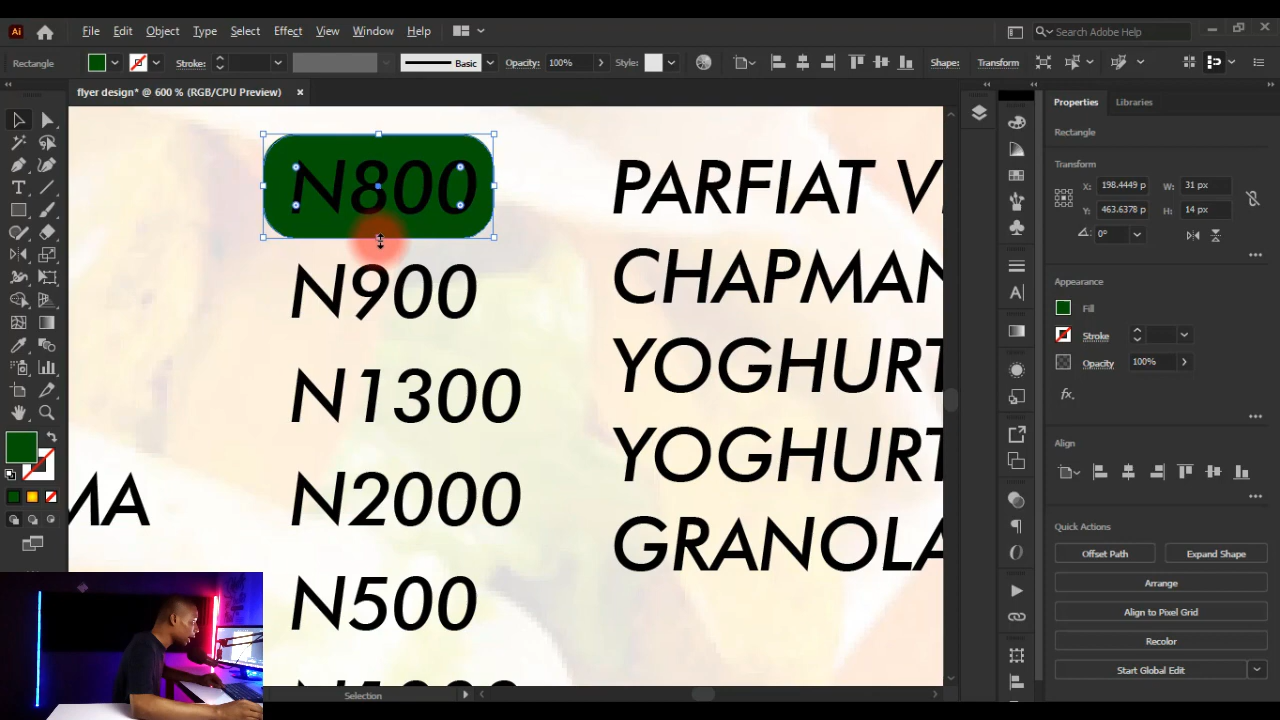 Ai File Edit Object Type Select Effect View Window Help Search Adobe Help
Rectangle Stroke: Basic Opacity: 100% Style: Shape: Transform
flyer design* @ 600 % (RGB/CPU Preview) ×
Properties Libraries
Rectangle
Transform
X: 198.4449 p W: 31 px
Y: 463.6378 p H: 14 px
0°
Appearance
Fill
Stroke
Opacity 100%
fx.
Align
Quick Actions
Offset Path Expand Shape
Arrange
Align to Pixel Grid
Recolor
Start Global Edit
N800
N900
N1300
N2000
N500
MA
PARFIAT V
CHAPMAN
YOGHURT
YOGHURT
GRANOLA
Selection